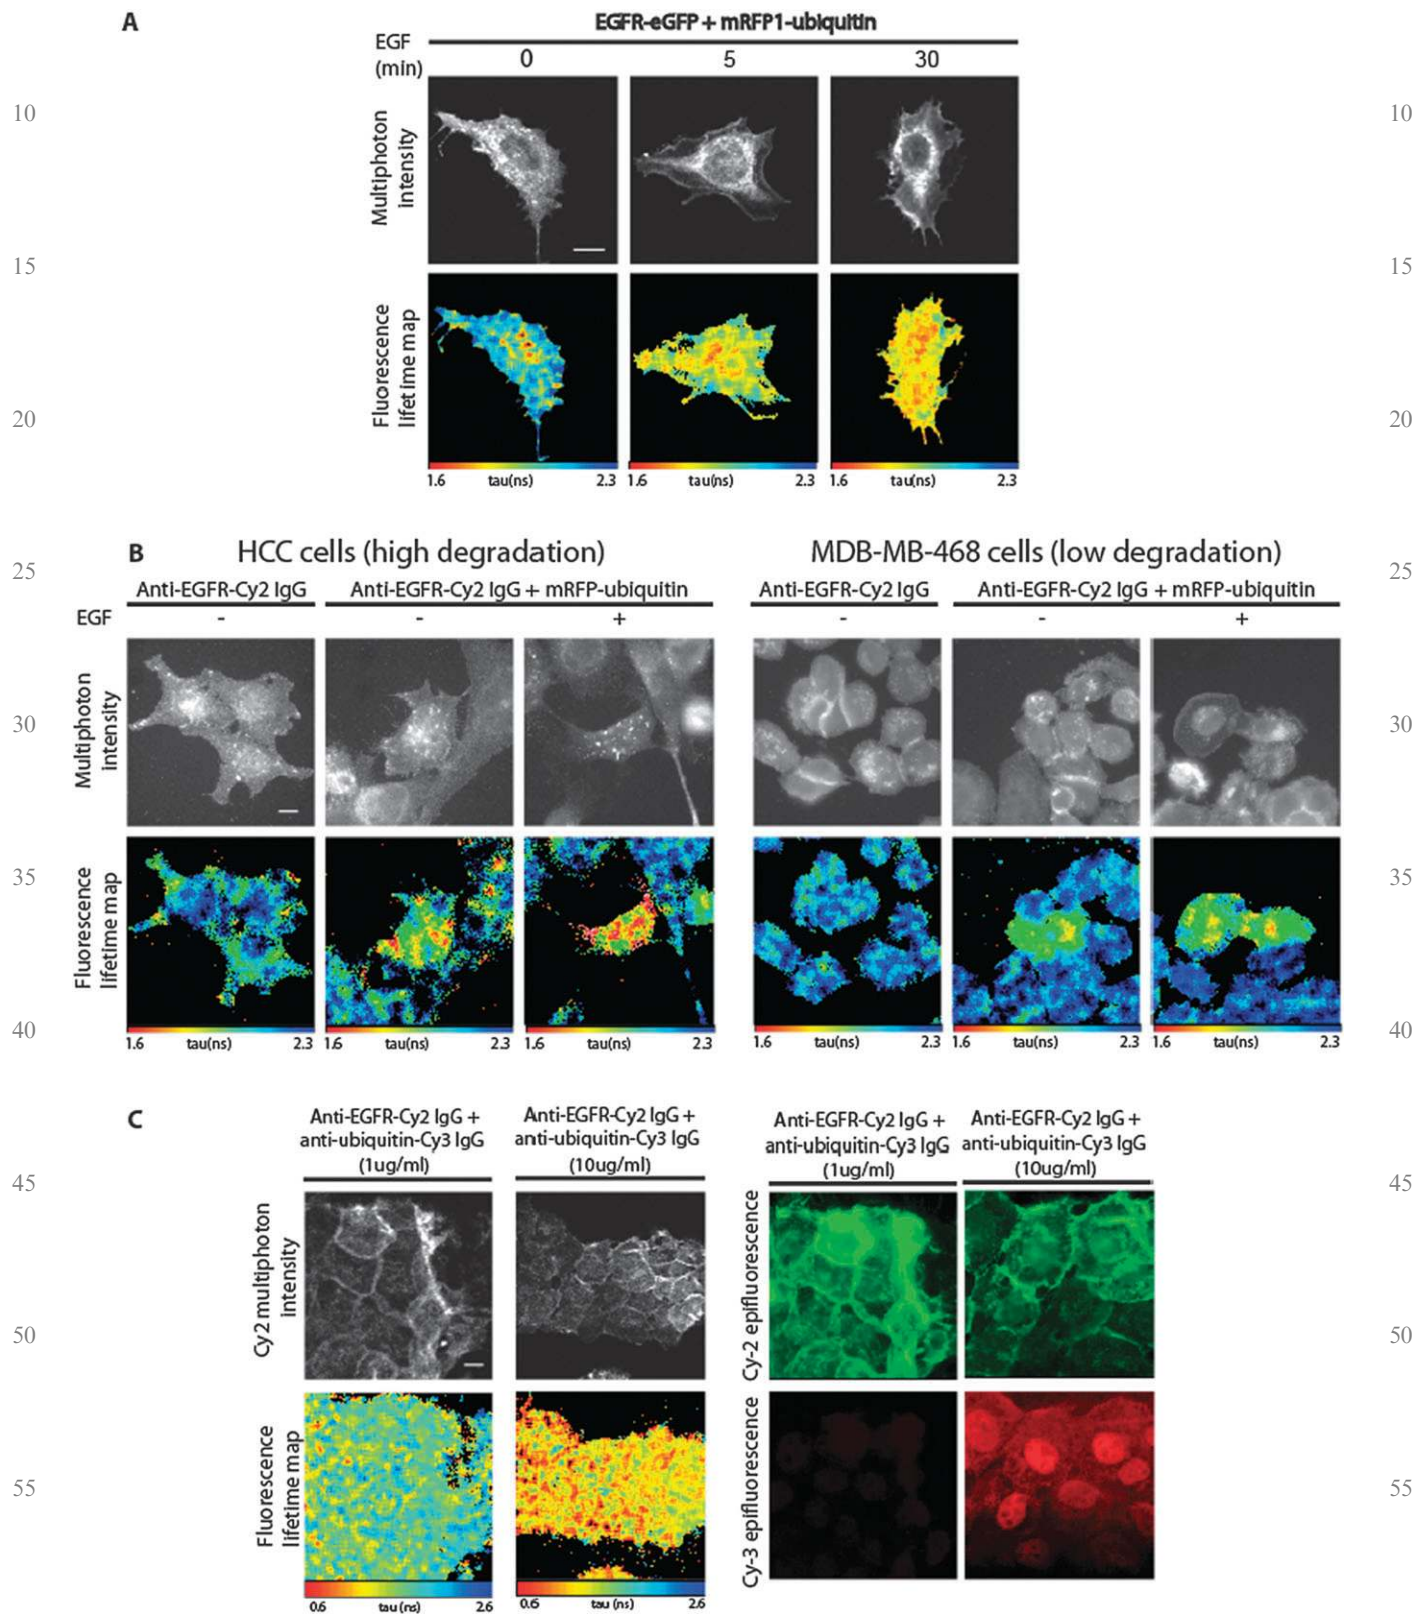 A
EGFR-eGFP + mRFP1-ubiquitin
EGF
(min)
0
5
30
Multiphoton
intensity
Fluorescence
lifetime map
1.6 tau(ns) 2.3
1.6 tau(ns) 2.3
1.6 tau(ns) 2.3
10
10
15
15
20
20
B
HCC cells (high degradation)
MDB-MB-468 cells (low degradation)
25
25
Anti-EGFR-Cy2 IgG
Anti-EGFR-Cy2 IgG + mRFP-ubiquitin
Anti-EGFR-Cy2 IgG
Anti-EGFR-Cy2 IgG + mRFP-ubiquitin
EGF
-
-
+
-
-
+
Multiphoton
intensity
30
30
Fluorescence
lifetime map
35
35
40
40
1.6 tau(ns) 2.3
1.6 tau(ns) 2.3
1.6 tau(ns) 2.3
1.6 tau(ns) 2.3
1.6 tau(ns) 2.3
1.6 tau(ns) 2.3
C
Anti-EGFR-Cy2 IgG +
anti-ubiquitin-Cy3 IgG
(1ug/ml)
Anti-EGFR-Cy2 IgG +
anti-ubiquitin-Cy3 IgG
(10ug/ml)
Anti-EGFR-Cy2 IgG +
anti-ubiquitin-Cy3 IgG
(1ug/ml)
Anti-EGFR-Cy2 IgG +
anti-ubiquitin-Cy3 IgG
(10ug/ml)
45
45
Cy2 multiphoton
intensity
Cy-2 epifluorescence
50
50
Fluorescence
lifetime map
Cy-3 epifluorescence
55
55
0.6 tau (ns) 2.6
0.6 tau (ns) 2.6